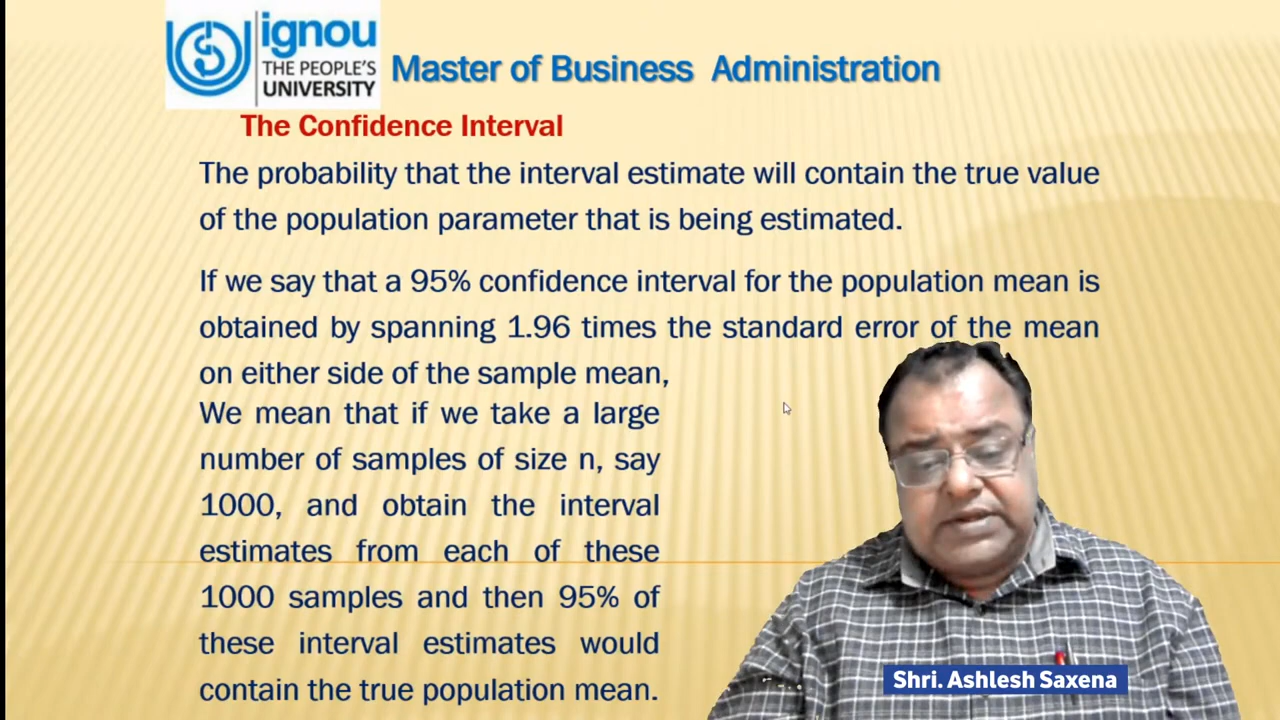 ignou
THE PEOPLE'S
UNIVERSITY
Master of Business Administration
The Confidence Interval
The probability that the interval estimate will contain the true value
of the population parameter that is being estimated.
If we say that a 95% confidence interval for the population mean is
obtained by spanning 1.96 times the standard error of the mean
on either side of the sample mean,
We mean that if we take a large
number of samples of size n, say
1000, and obtain the interval
estimates from each of these
1000 samples and then 95% of
these interval estimates would
contain the true population mean.
Shri. Ashlesh Saxena